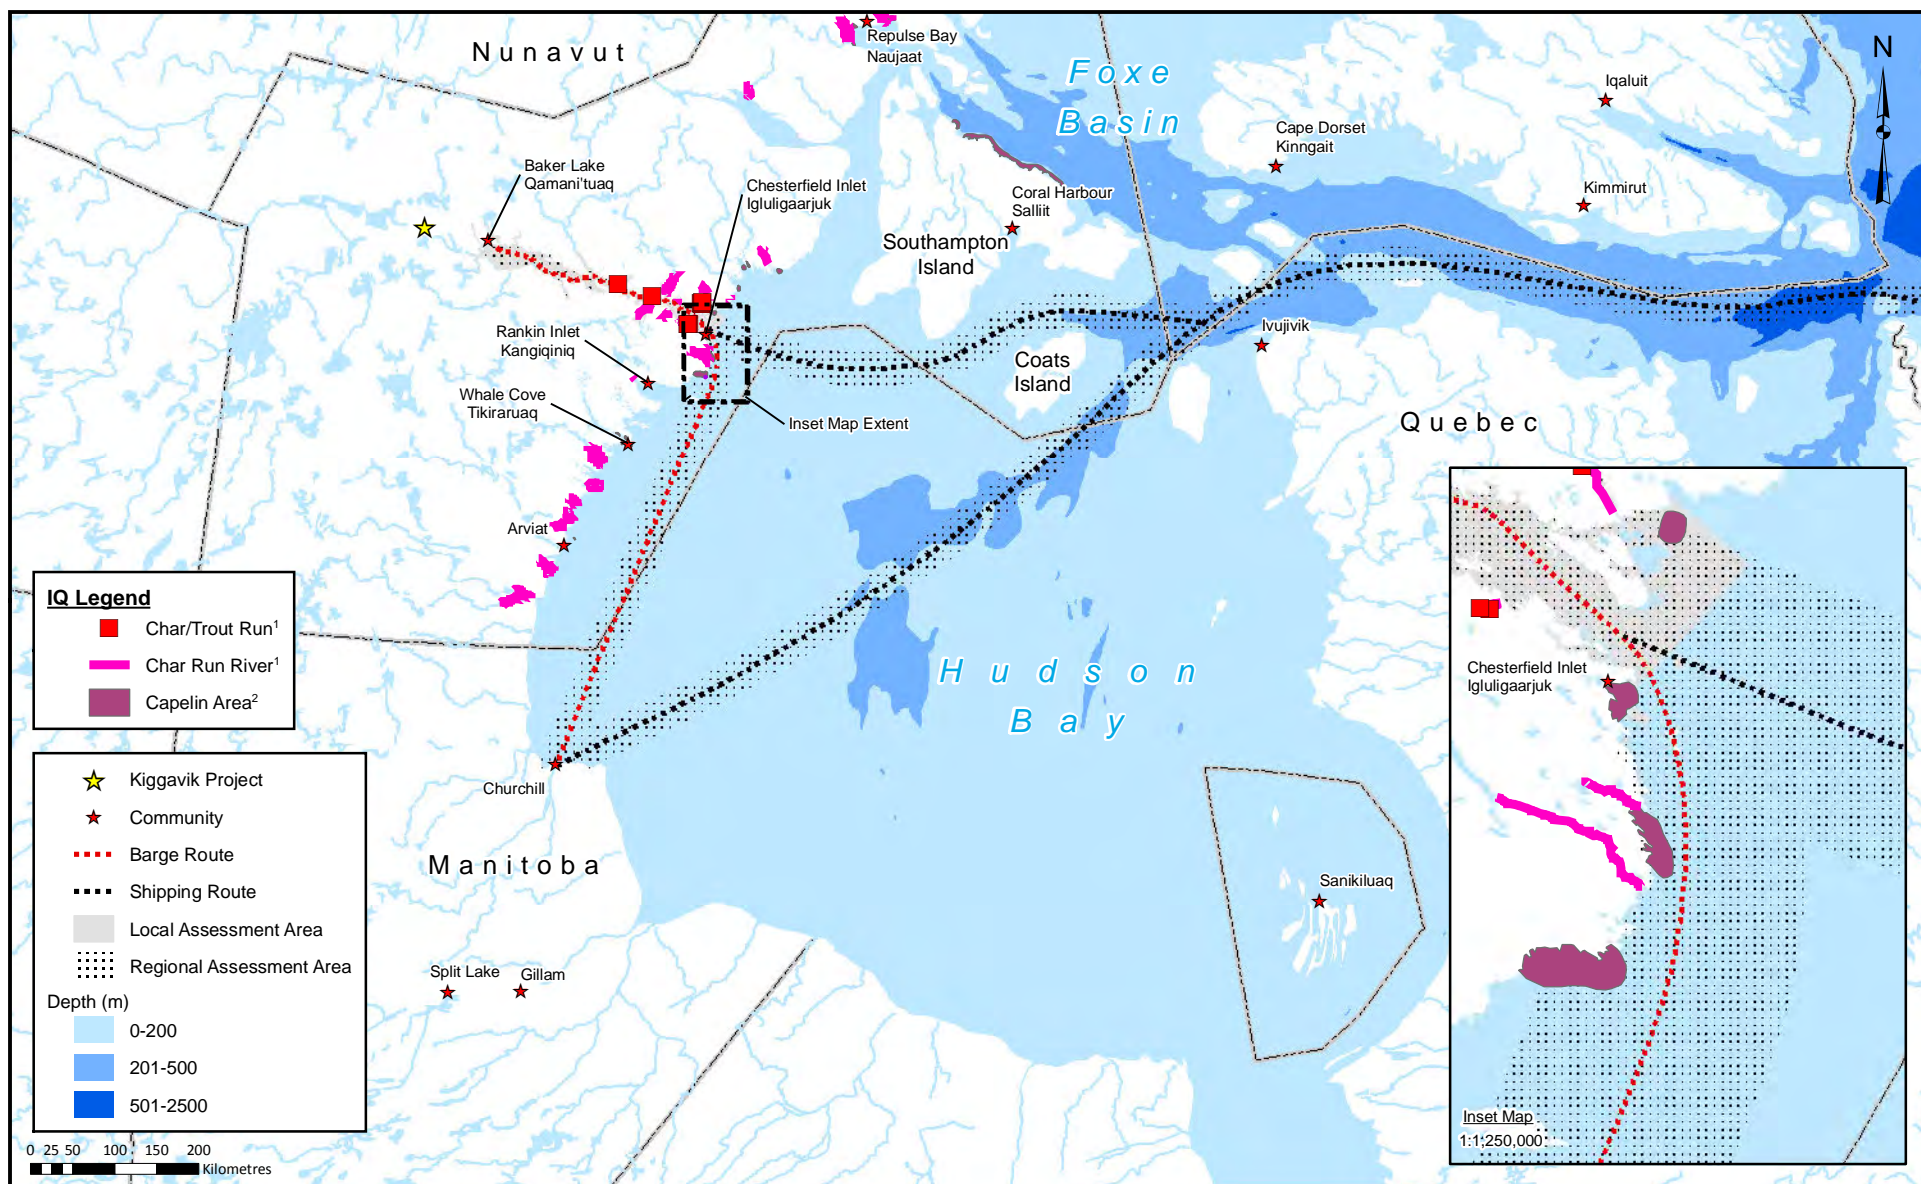 Nunavut
Repulse Bay
Naujaat
Foxe
Basin
N
Iqaluit
Cape Dorset
Kinngait
Kimmirut
Baker Lake
Qamani'tuaq
Chesterfield Inlet
Igluligaarjuk
Coral Harbour
Salliit
Southampton
Island
Rankin Inlet
Kangiqiniq
Ivujivik
Coats
Island
Whale Cove
Tikiraruaq
Inset Map Extent
Quebec
Arviat
Hudson
Bay
Churchill
Manitoba
Sanikiluaq
Split Lake
Gillam
IQ Legend
Char/Trout Run1
Char Run River1
Capelin Area2
Kiggavik Project
Community
Barge Route
Shipping Route
Local Assessment Area
Regional Assessment Area
Depth (m)
0-200
201-500
501-2500
0 25 50 100 150 200
Kilometres
Chesterfield Inlet
Igluligaarjuk
Inset Map
1:1,250,000